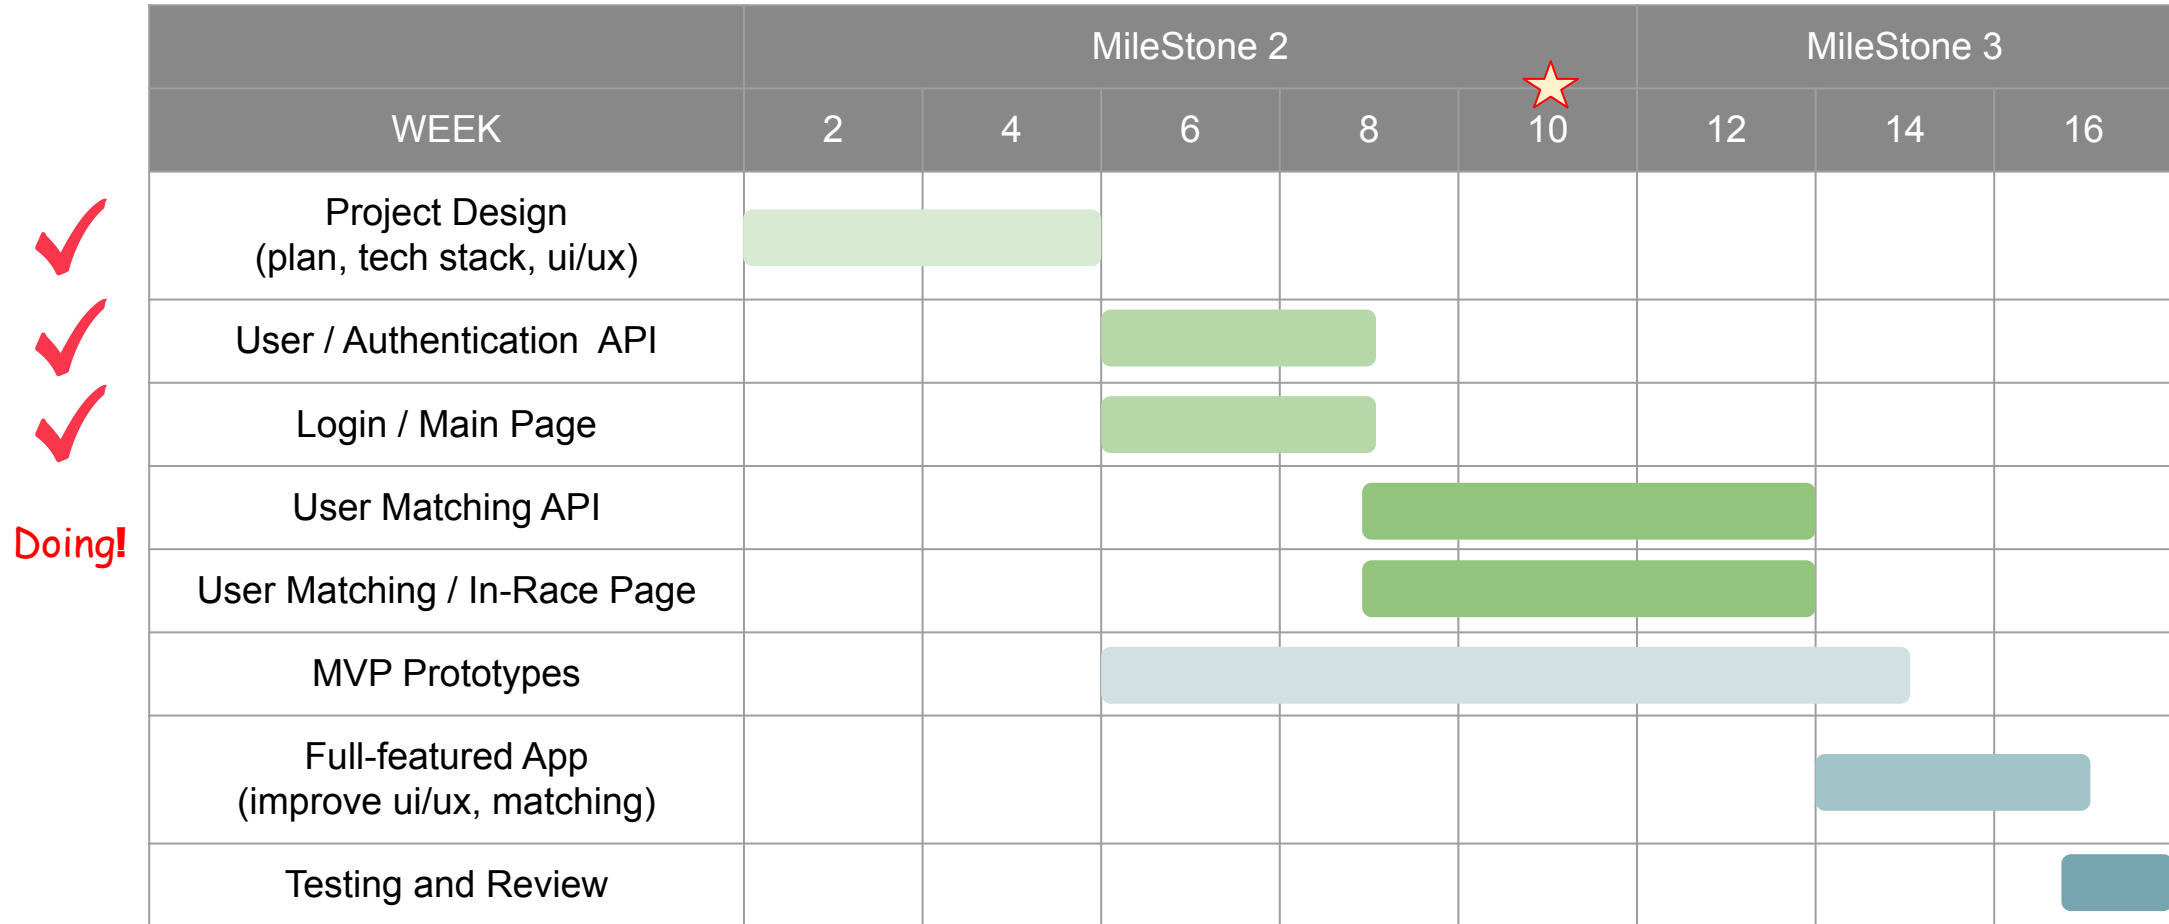 MileStone 2
MileStone 3
WEEK
2
4
6
8
10
12
14
16
Project Design
(plan, tech stack, ui/ux)
User / Authentication  API
Login / Main Page
User Matching API
Doing!
User Matching / In-Race Page
MVP Prototypes
Full-featured App
(improve ui/ux, matching)
Testing and Review